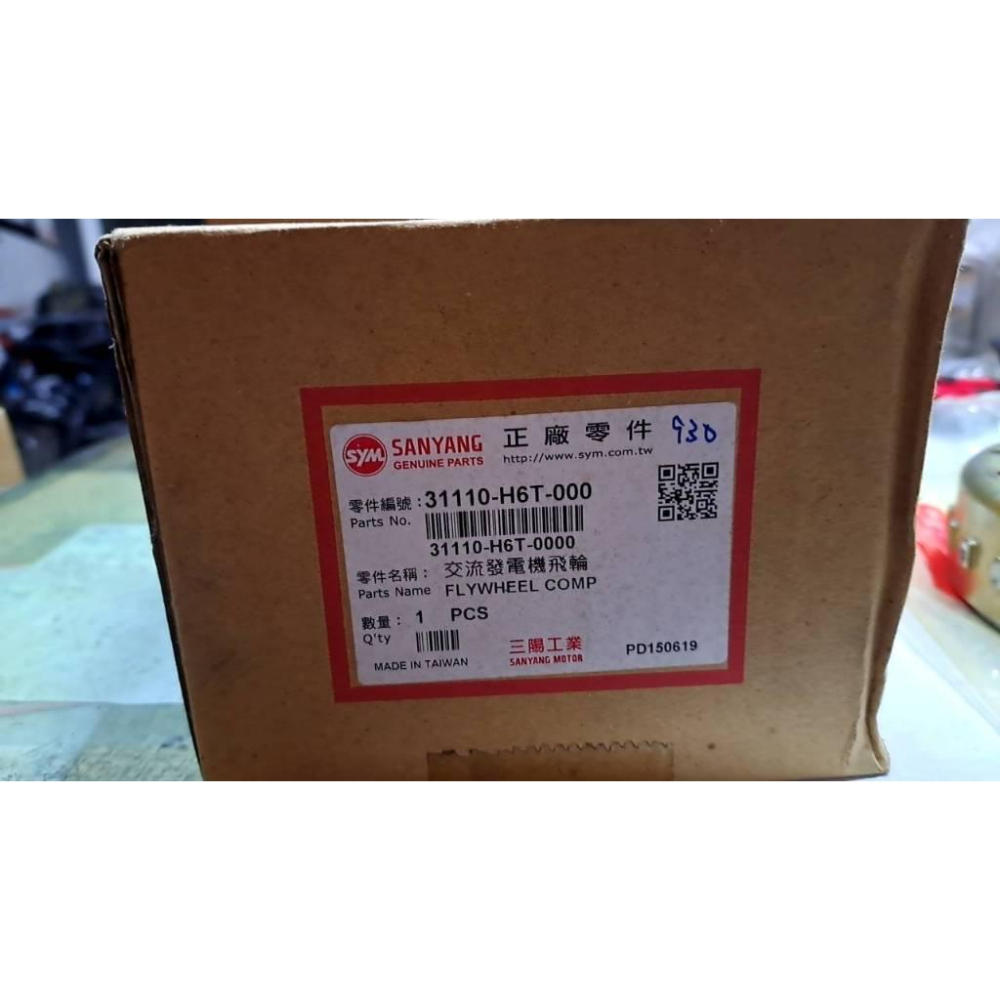 SYM SANYANG 正廠零件 930
GENUINE PARTS http://www.sym.com.tw
零件編號：31110-H6T-000
Parts No.
31110-H6T-0000
零件名稱： 交流發電機飛輪
Parts Name FLYWHEEL COMP
數量： 1 PCS
Q'ty
三陽工業 PD150619
MADE IN TAIWAN SANYANG MOTOR